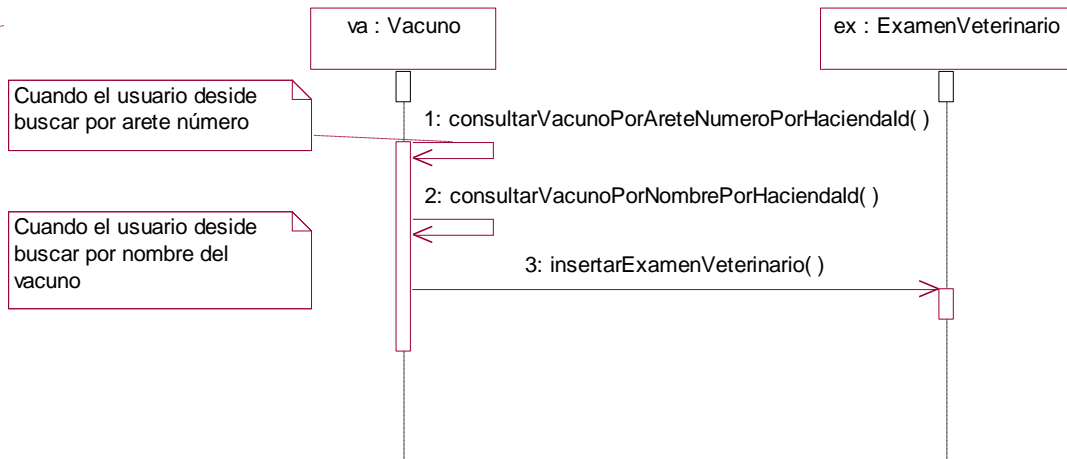 va : Vacuno
ex : ExamenVeterinario
Cuando el usuario deside
buscar por arete número
1: consultarVacunoPorAreteNumeroPorHaciendaId( )
2: consultarVacunoPorNombrePorHaciendaId( )
Cuando el usuario deside
buscar por nombre del
vacuno
3: insertarExamenVeterinario( )